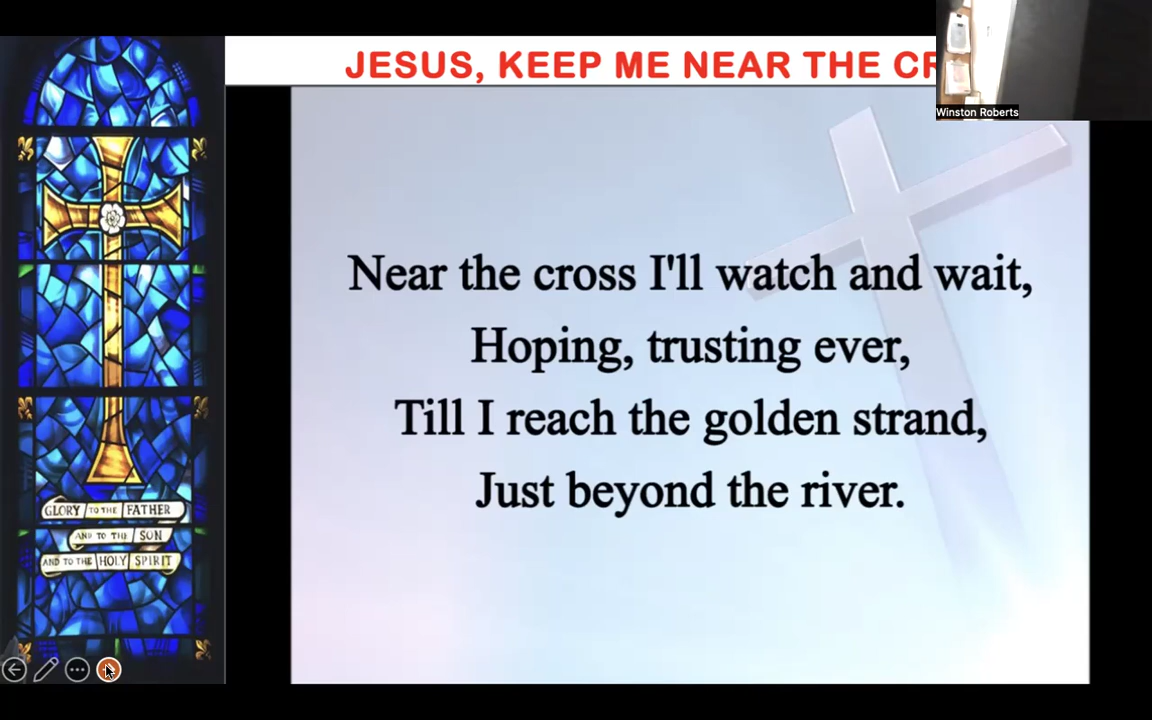 JESUS, KEEP ME NEAR THE CR
Winston Roberts
Near the cross I'll watch and wait,
Hoping, trusting ever,
Till I reach the golden strand,
Just beyond the river.
GLORY TO THE FATHER
AND TO THE SON
AND TO THE HOLY SPIRIT